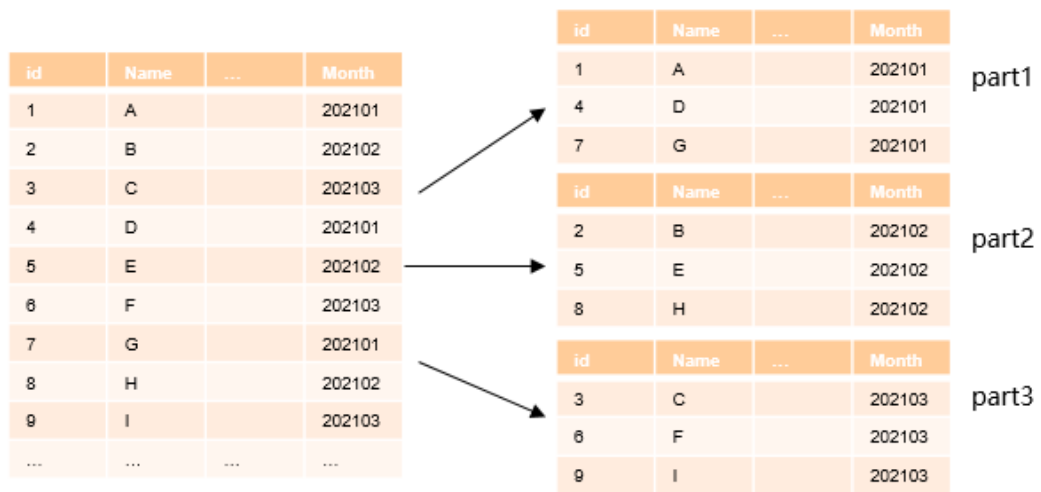 id Name ... Month
1 A 202101
2 B 202102
3 C 202103
4 D 202101
5 E 202102
6 F 202103
7 G 202101
8 H 202102
9 I 202103
... ... ... ...
id Name ... Month
1 A 202101
4 D 202101
7 G 202101
part1
id Name ... Month
2 B 202102
5 E 202102
8 H 202102
part2
id Name ... Month
3 C 202103
6 F 202103
9 I 202103
part3